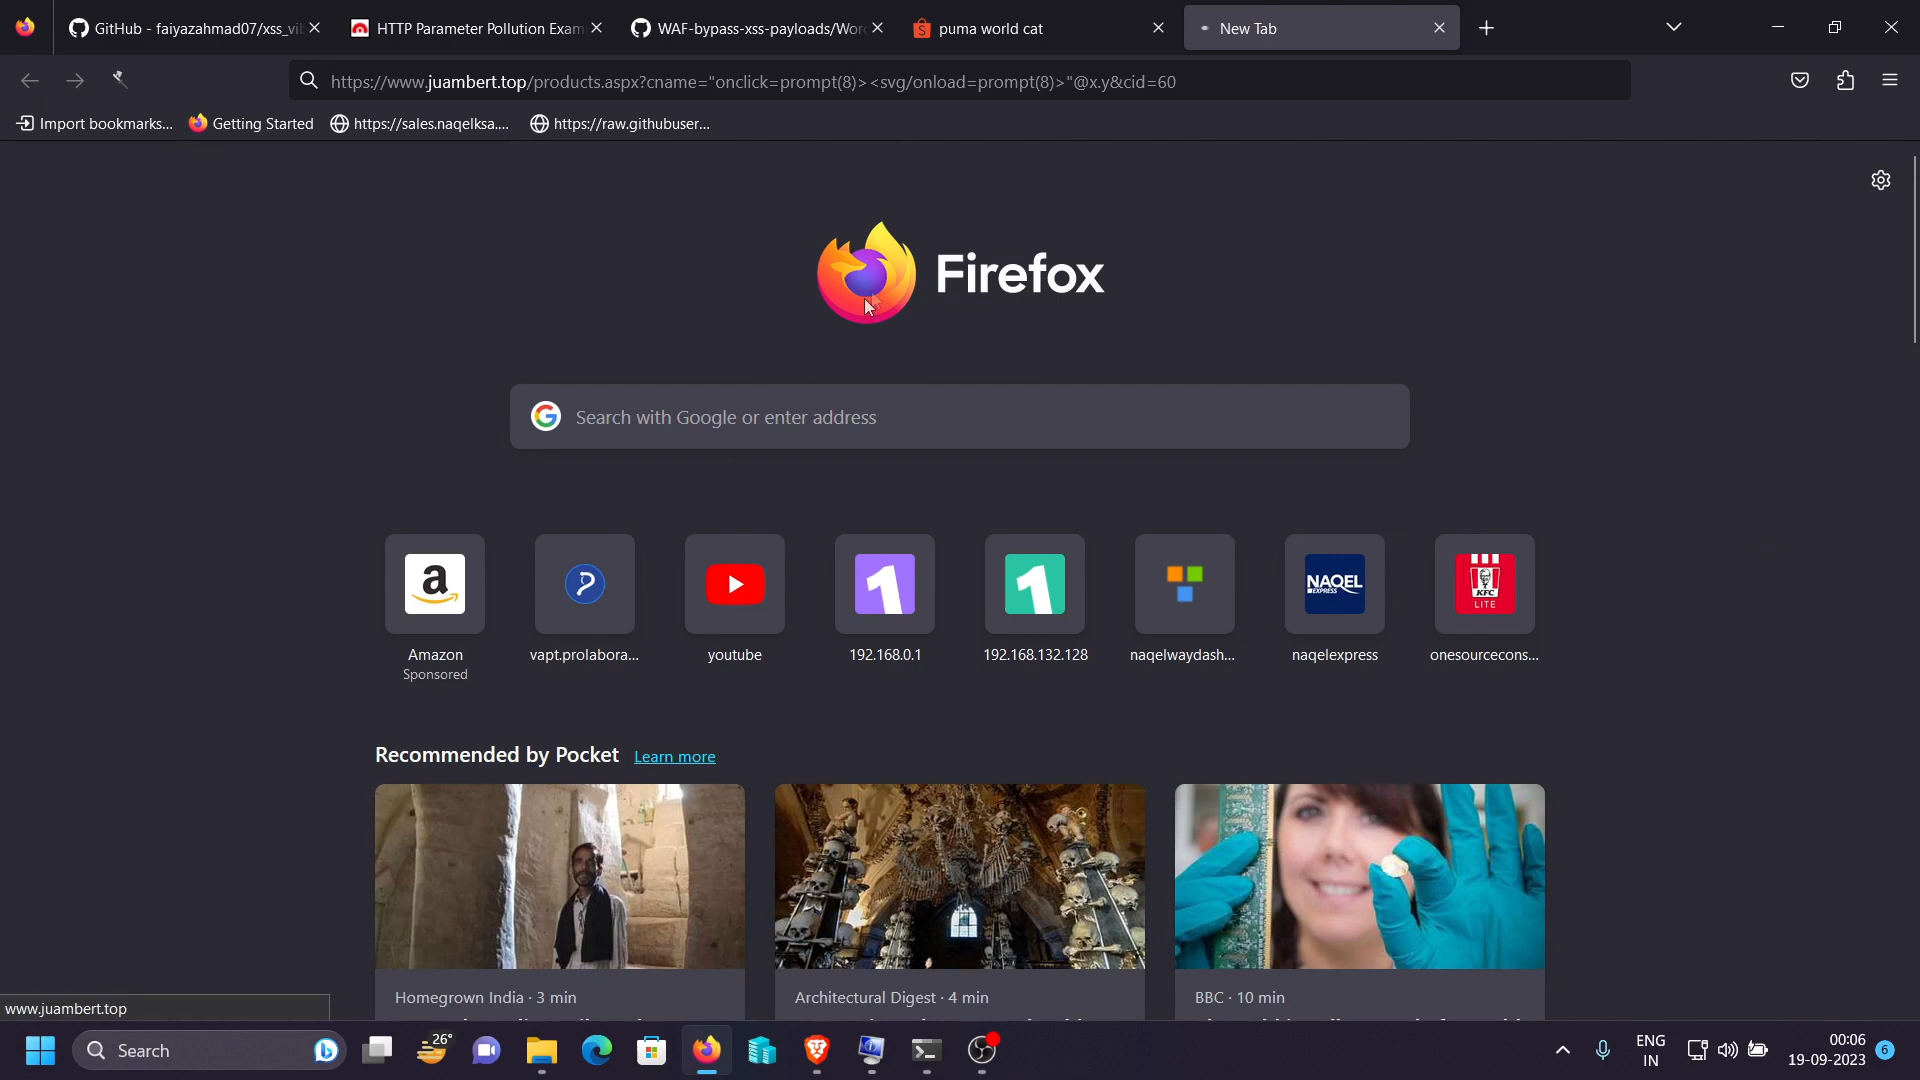 GitHub - faiyazahmad07/xss_vib
HTTP Parameter Pollution Exam
WAF-bypass-xss-payloads/Wor
puma world cat
New Tab
https://www.juambert.top/products.aspx?cname="onclick=prompt(8)><svg/onload=prompt(8)>"@x.y&cid=60
Import bookmarks...
Getting Started
https://sales.naqelksa....
https://raw.githubuser...
Firefox
Search with Google or enter address
Amazon
Sponsored
vapt.prolabora...
youtube
192.168.0.1
192.168.132.128
naqelwaydash...
NAQEL
EXPRESS
naqelexpress
KFC
LITE
onesourcecons...
Recommended by Pocket
Learn more
Homegrown India · 3 min
Architectural Digest · 4 min
BBC · 10 min
www.juambert.top
Search
26°
ENG
IN
00:06
19-09-2023
6